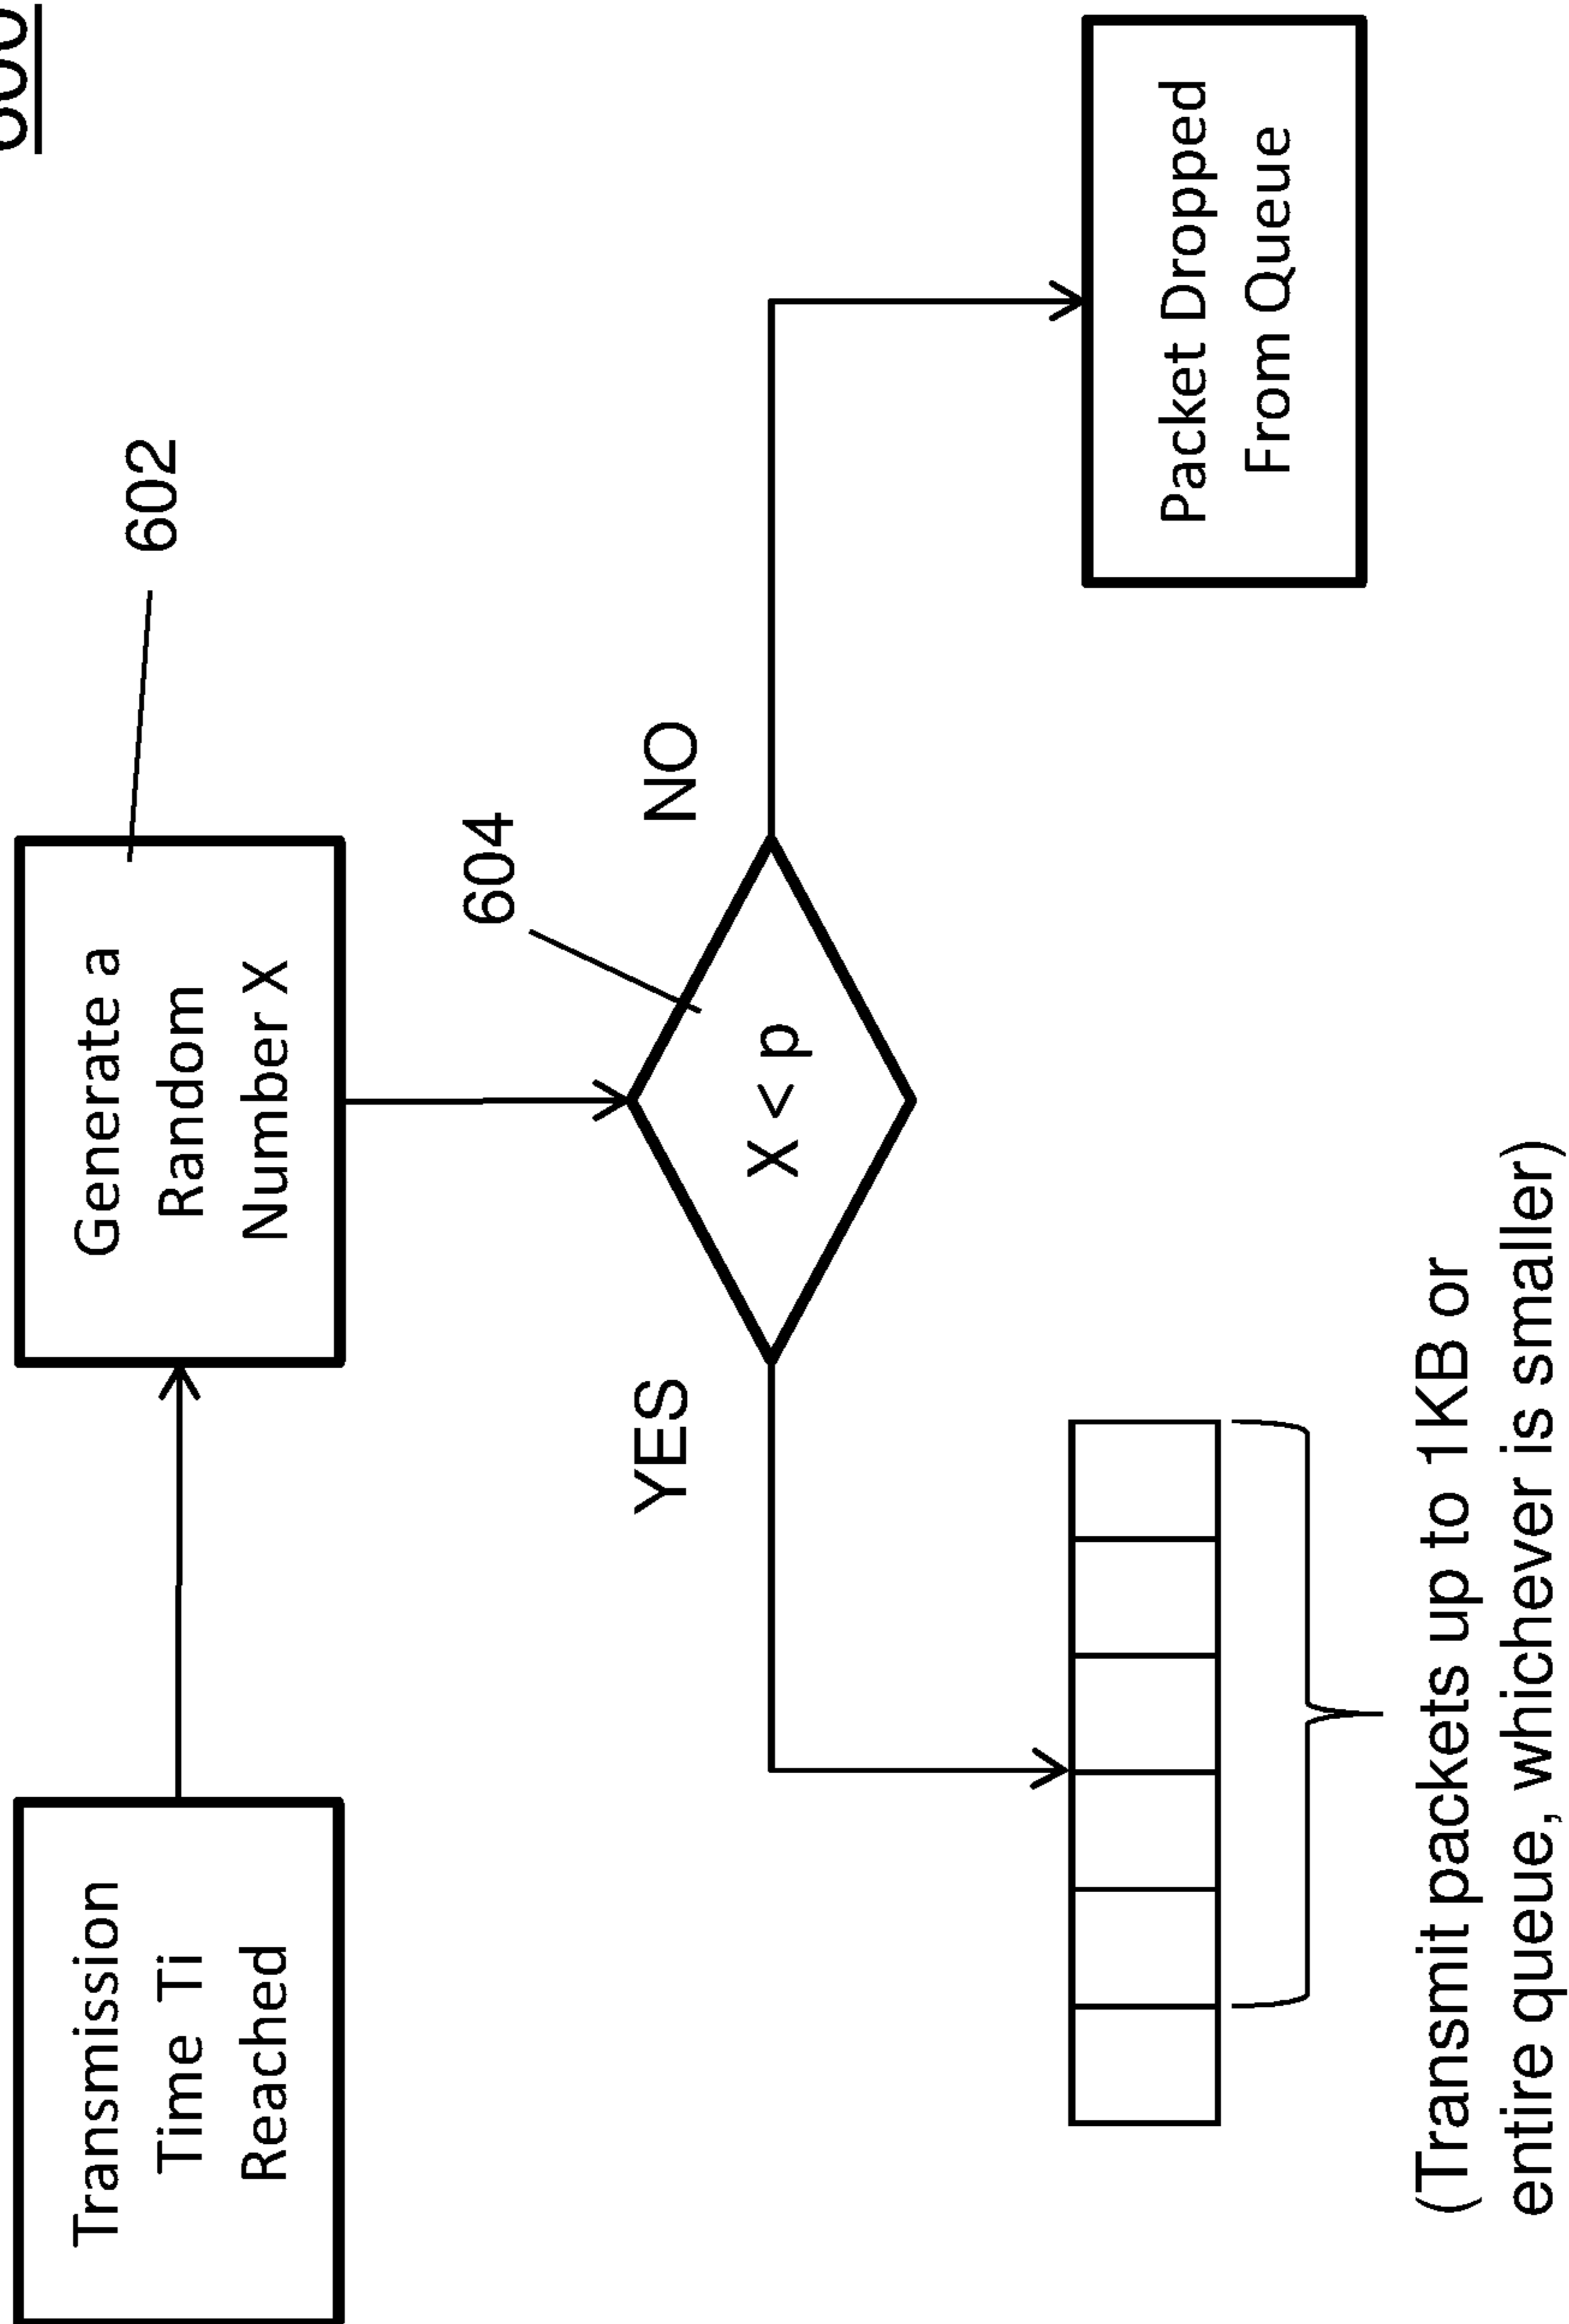 Transmission
Time Ti
Reached
Generate a
Random
Number X
602
604
X < p
YES
NO
Packet Dropped
From Queue
(Transmit packets up to 1KB or
entire queue, whichever is smaller)